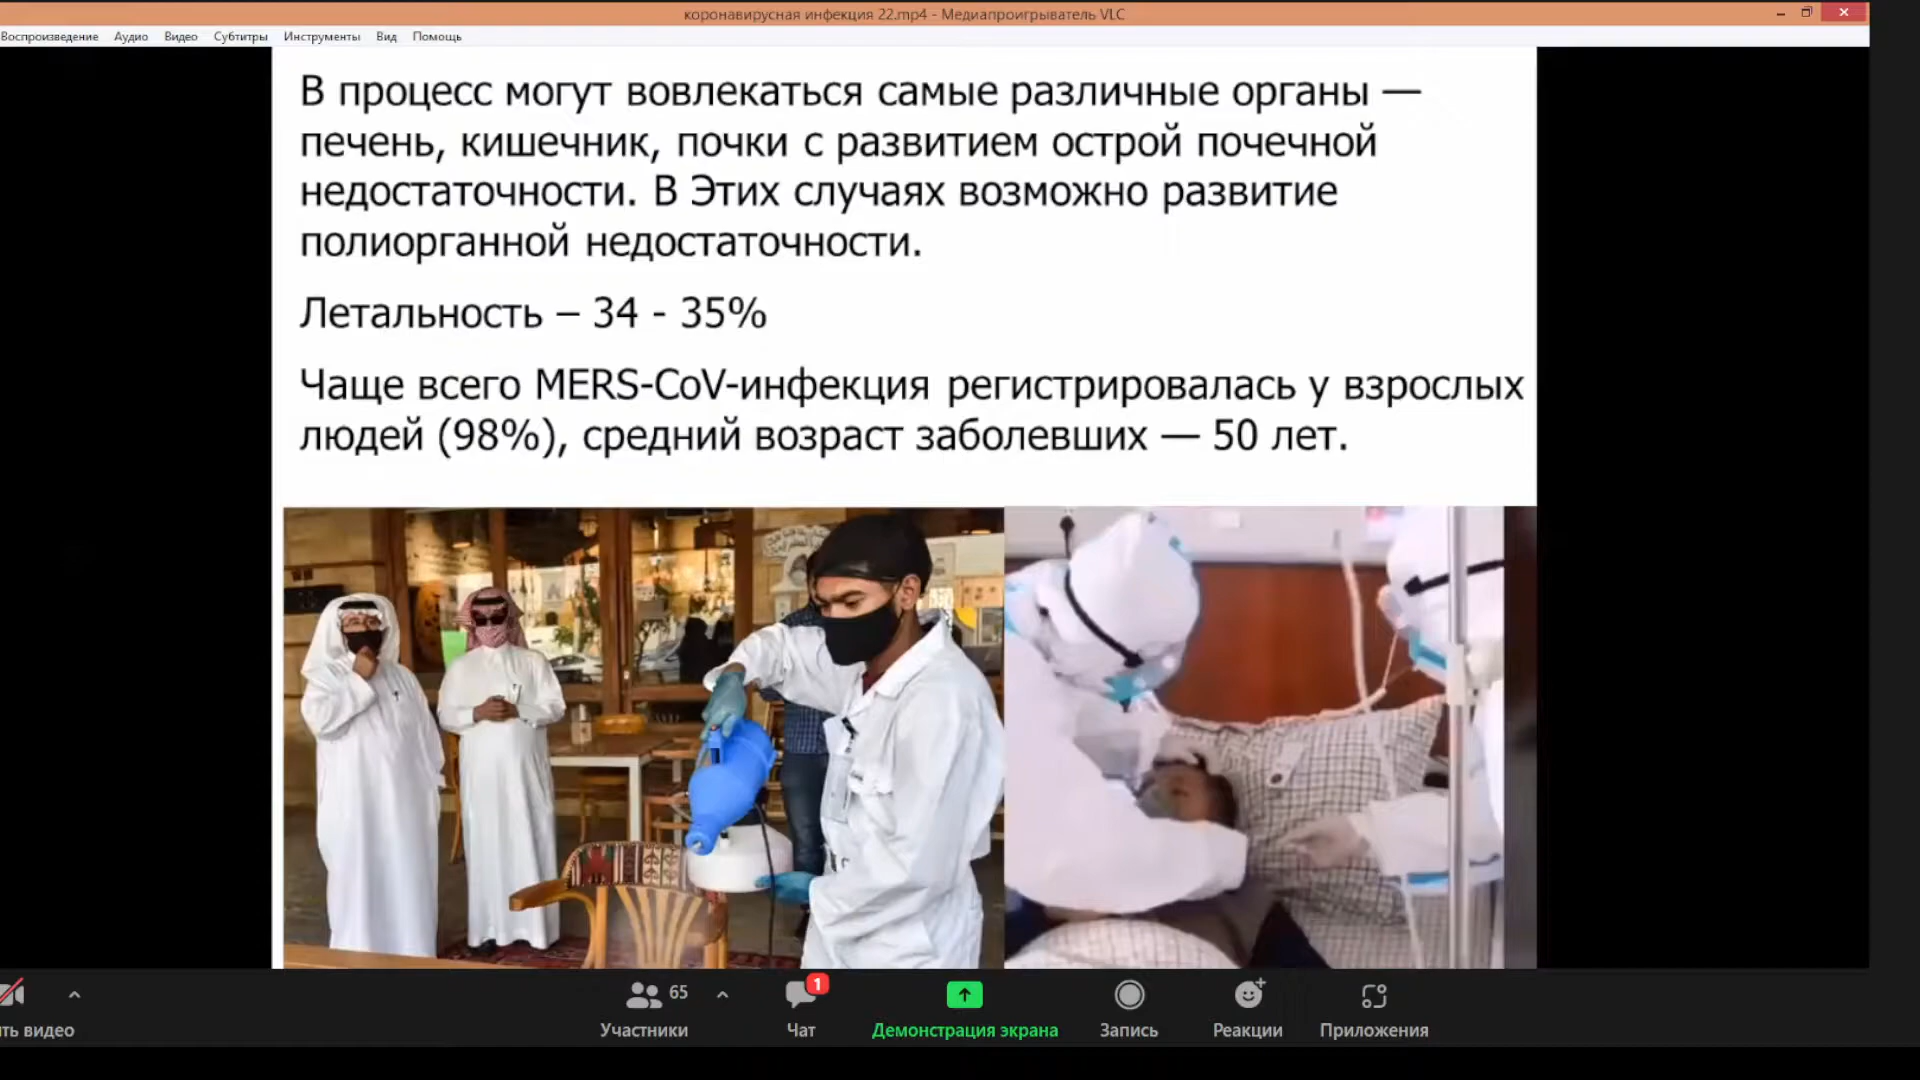 коронавирусная инфекция 22.mp4 - Медиапроигрыватель VLC
Воспроизведение Аудио Видео Субтитры Инструменты Вид Помощь
В процесс могут вовлекаться самые различные органы —
печень, кишечник, почки с развитием острой почечной
недостаточности. В Этих случаях возможно развитие
полиорганной недостаточности.
Летальность – 34 - 35%
Чаще всего MERS-CoV-инфекция регистрировалась у взрослых
людей (98%), средний возраст заболевших — 50 лет.
65
1
ть видео Участники Чат Демонстрация экрана Запись Реакции Приложения